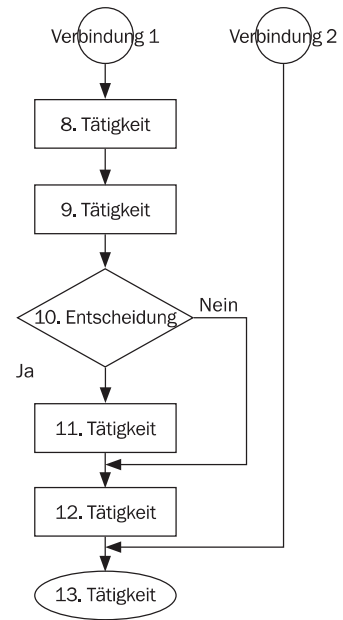 Verbindung 1
Verbindung 2
8. Tätigkeit
9. Tätigkeit
10. Entscheidung
Nein
Ja
11. Tätigkeit
12. Tätigkeit
13. Tätigkeit